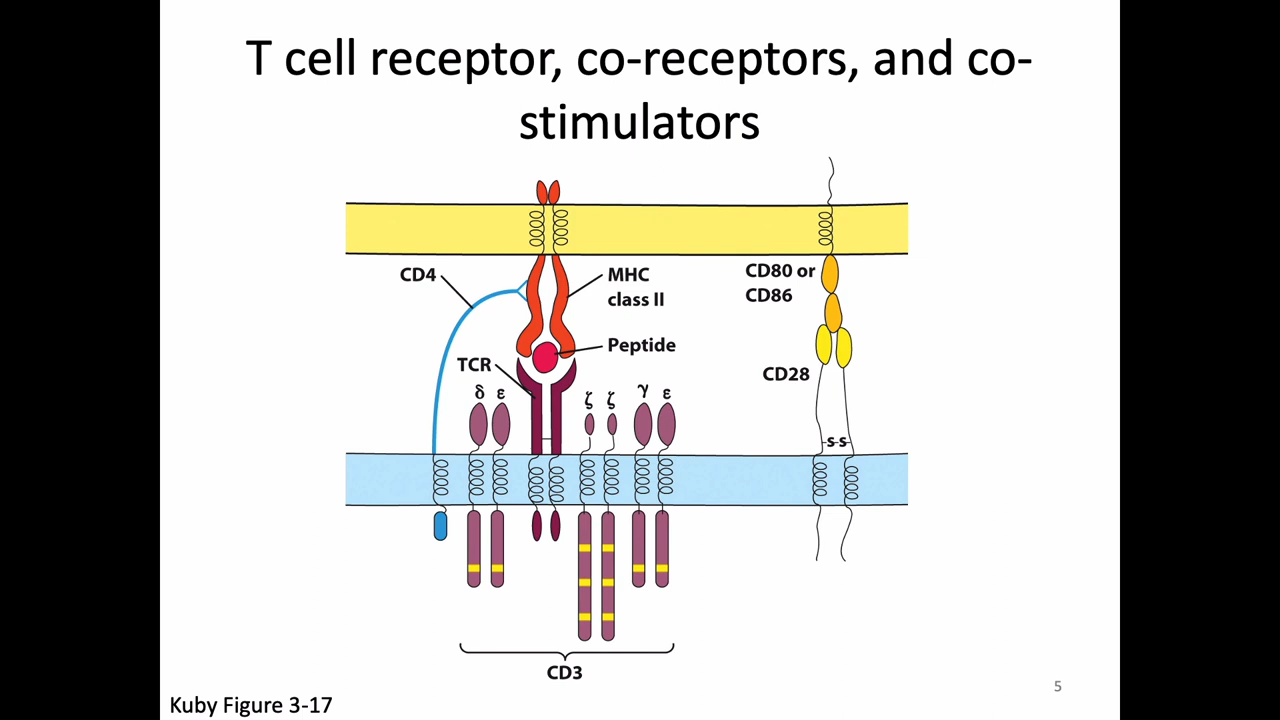 T cell receptor, co-receptors, and co-
stimulators
CD4
MHC
class II
CD80 or
CD86
Peptide
TCR
CD28
δ ε ζ ζ γ ε
S S
CD3
5
Kuby Figure 3-17